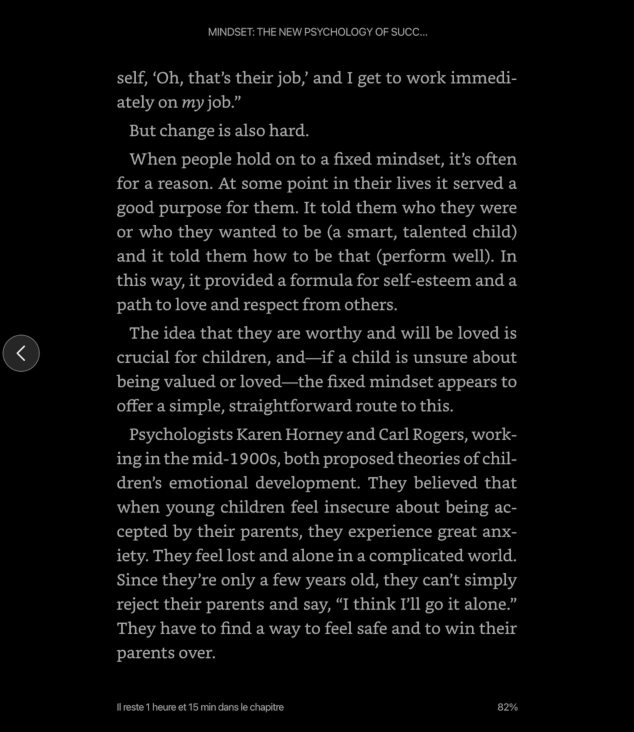 MINDSET: THE NEW PSYCHOLOGY OF SUCC...
self, ‘Oh, that’s their job,’ and I get to work immedi-
ately on my job.”
But change is also hard.
When people hold on to a fixed mindset, it’s often
for a reason. At some point in their lives it served a
good purpose for them. It told them who they were
or who they wanted to be (a smart, talented child)
and it told them how to be that (perform well). In
this way, it provided a formula for self-esteem and a
path to love and respect from others.
The idea that they are worthy and will be loved is
crucial for children, and—if a child is unsure about
being valued or loved—the fixed mindset appears to
offer a simple, straightforward route to this.
Psychologists Karen Horney and Carl Rogers, work-
ing in the mid-1900s, both proposed theories of chil-
dren’s emotional development. They believed that
when young children feel insecure about being ac-
cepted by their parents, they experience great anx-
iety. They feel lost and alone in a complicated world.
Since they’re only a few years old, they can’t simply
reject their parents and say, “I think I’ll go it alone.”
They have to find a way to feel safe and to win their
parents over.
Il reste 1 heure et 15 min dans le chapitre
82%